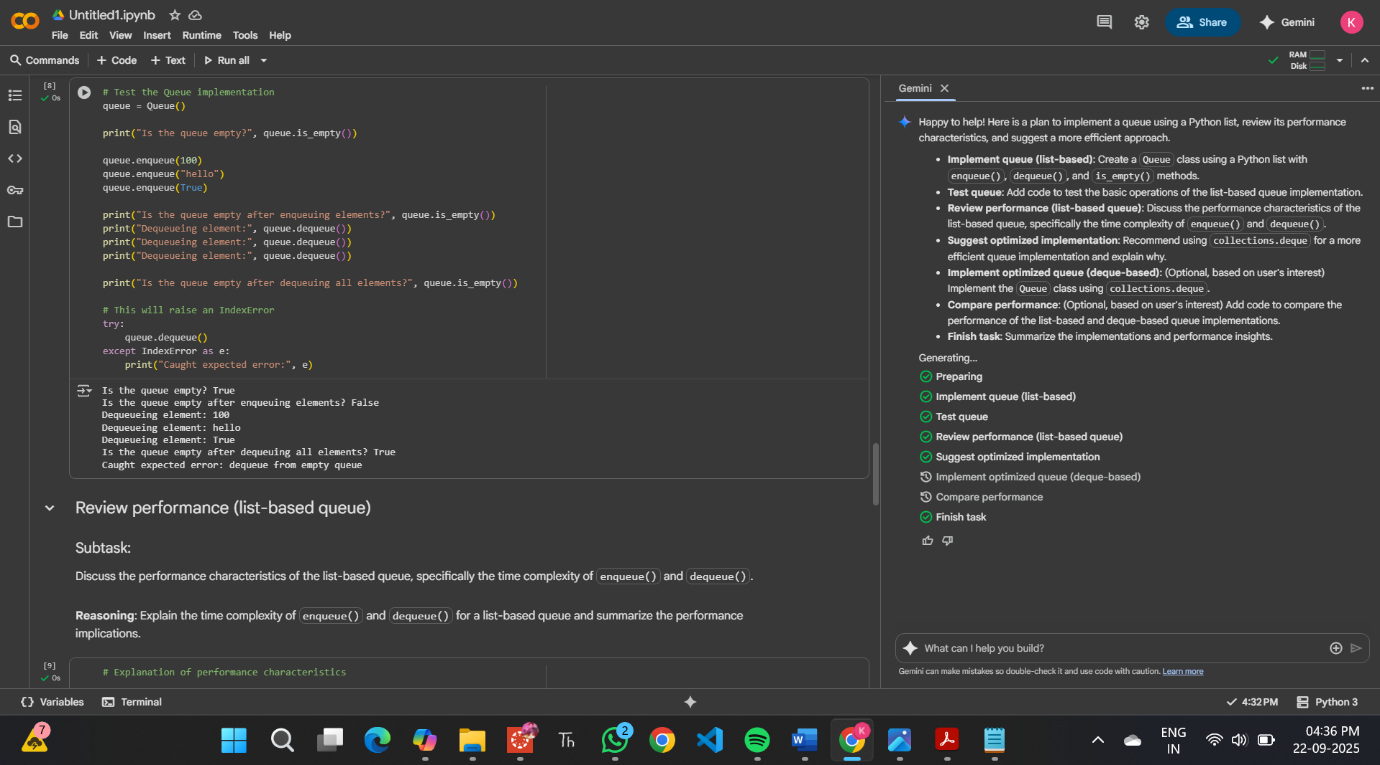 Untitled1.ipynb
File Edit View Insert Runtime Tools Help
Share
Gemini
K
Commands + Code + Text Run all
RAM
Disk
[8]
0s
# Test the Queue implementation
queue = Queue()
print("Is the queue empty?", queue.is_empty())
queue.enqueue(100)
queue.enqueue("hello")
queue.enqueue(True)
print("Is the queue empty after enqueuing elements?", queue.is_empty())
print("Dequeueing element:", queue.dequeue())
print("Dequeueing element:", queue.dequeue())
print("Dequeueing element:", queue.dequeue())
print("Is the queue empty after dequeuing all elements?", queue.is_empty())
# This will raise an IndexError
try:
    queue.dequeue()
except IndexError as e:
    print("Caught expected error:", e)
Is the queue empty? True
Is the queue empty after enqueuing elements? False
Dequeueing element: 100
Dequeueing element: hello
Dequeueing element: True
Is the queue empty after dequeuing all elements? True
Caught expected error: dequeue from empty queue
Review performance (list-based queue)
Subtask:
Discuss the performance characteristics of the list-based queue, specifically the time complexity of enqueue() and dequeue().
Reasoning: Explain the time complexity of enqueue() and dequeue() for a list-based queue and summarize the performance
implications.
[9]
0s
# Explanation of performance characteristics
Gemini
Happy to help! Here is a plan to implement a queue using a Python list, review its performance
characteristics, and suggest a more efficient approach.
• Implement queue (list-based): Create a Queue class using a Python list with
enqueue(), dequeue(), and is_empty() methods.
• Test queue: Add code to test the basic operations of the list-based queue implementation.
• Review performance (list-based queue): Discuss the performance characteristics of the
list-based queue, specifically the time complexity of enqueue() and dequeue().
• Suggest optimized implementation: Recommend using collections.deque for a more
efficient queue implementation and explain why.
• Implement optimized queue (deque-based): (Optional, based on user's interest)
Implement the Queue class using collections.deque.
• Compare performance: (Optional, based on user's interest) Add code to compare the
performance of the list-based and deque-based queue implementations.
• Finish task: Summarize the implementations and performance insights.
Generating...
Preparing
Implement queue (list-based)
Test queue
Review performance (list-based queue)
Suggest optimized implementation
Implement optimized queue (deque-based)
Compare performance
Finish task
What can I help you build?
Gemini can make mistakes so double-check it and use code with caution. Learn more
Variables Terminal
4:32 PM Python 3
7
Th
2
K
ENG
IN
04:36 PM
22-09-2025